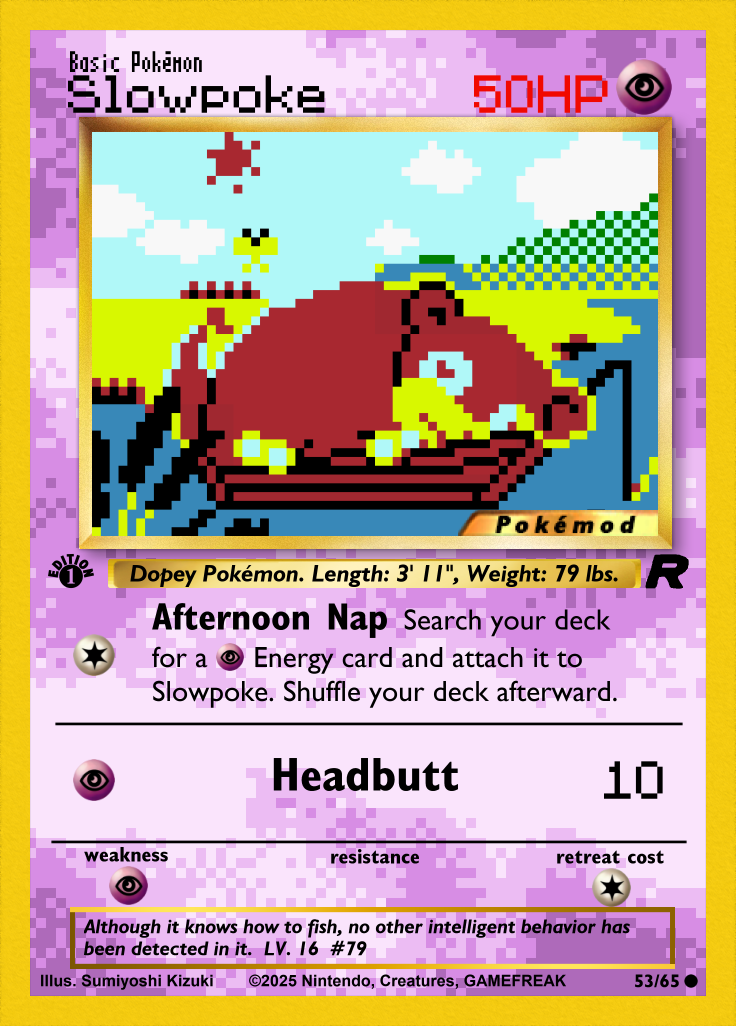 Basic Pokémon
Slowpoke 50HP
Pokémod
EDITION 1
Dopey Pokémon. Length: 3' 11", Weight: 79 lbs. R
Afternoon Nap Search your deck
for a Energy card and attach it to
Slowpoke. Shuffle your deck afterward.
Headbutt 10
weakness resistance retreat cost
Although it knows how to fish, no other intelligent behavior has
been detected in it. LV. 16 #79
Illus. Sumiyoshi Kizuki ©2025 Nintendo, Creatures, GAMEFREAK 53/65